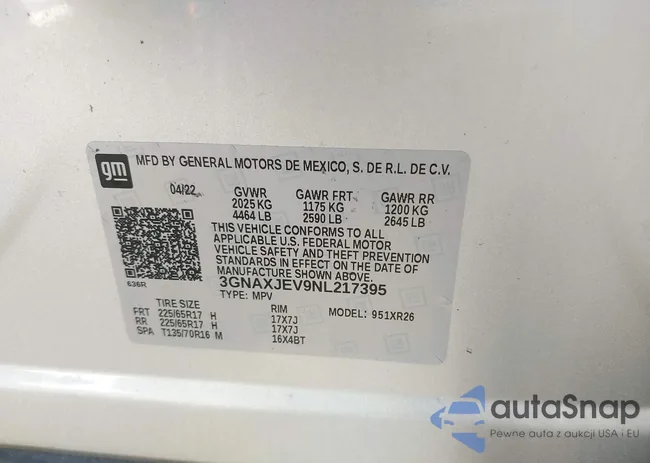 gm
MFD BY GENERAL MOTORS DE MEXICO, S. DE R.L. DE C.V.
04/22 GVWR GAWR FRT GAWR RR
2025 KG 1175 KG 1200 KG
4464 LB 2590 LB 2645 LB
THIS VEHICLE CONFORMS TO ALL
APPLICABLE U.S. FEDERAL MOTOR
VEHICLE SAFETY AND THEFT PREVENTION
STANDARDS IN EFFECT ON THE DATE OF
MANUFACTURE SHOWN ABOVE.
636R 3GNAXJEV9NL217395
TYPE: MPV
TIRE SIZE RIM MODEL: 951XR26
FRT 225/65R17 H 17X7J
RR 225/65R17 H 17X7J
SPA T135/70R16 M 16X4BT
autaSnap
Pewne auta z aukcji USA i EU